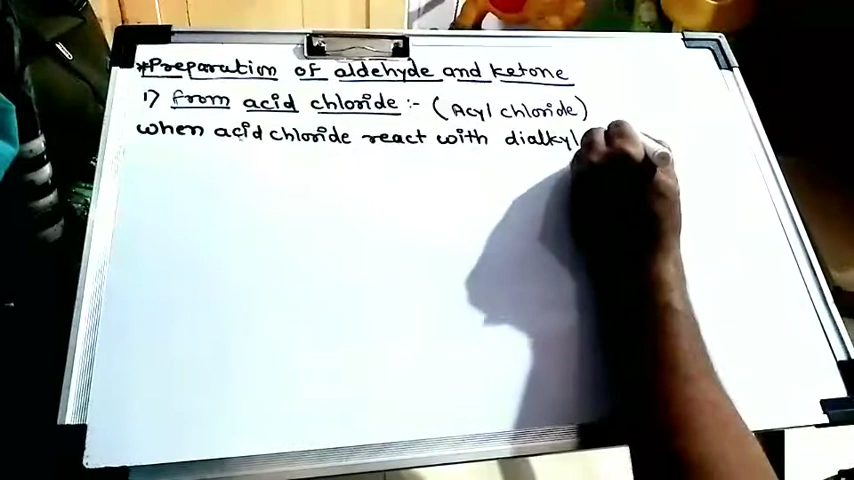 *Preparation of aldehyde and ketone
1) from acid chloride :- (Acyl chloride)
when acid chloride react with dialkyl